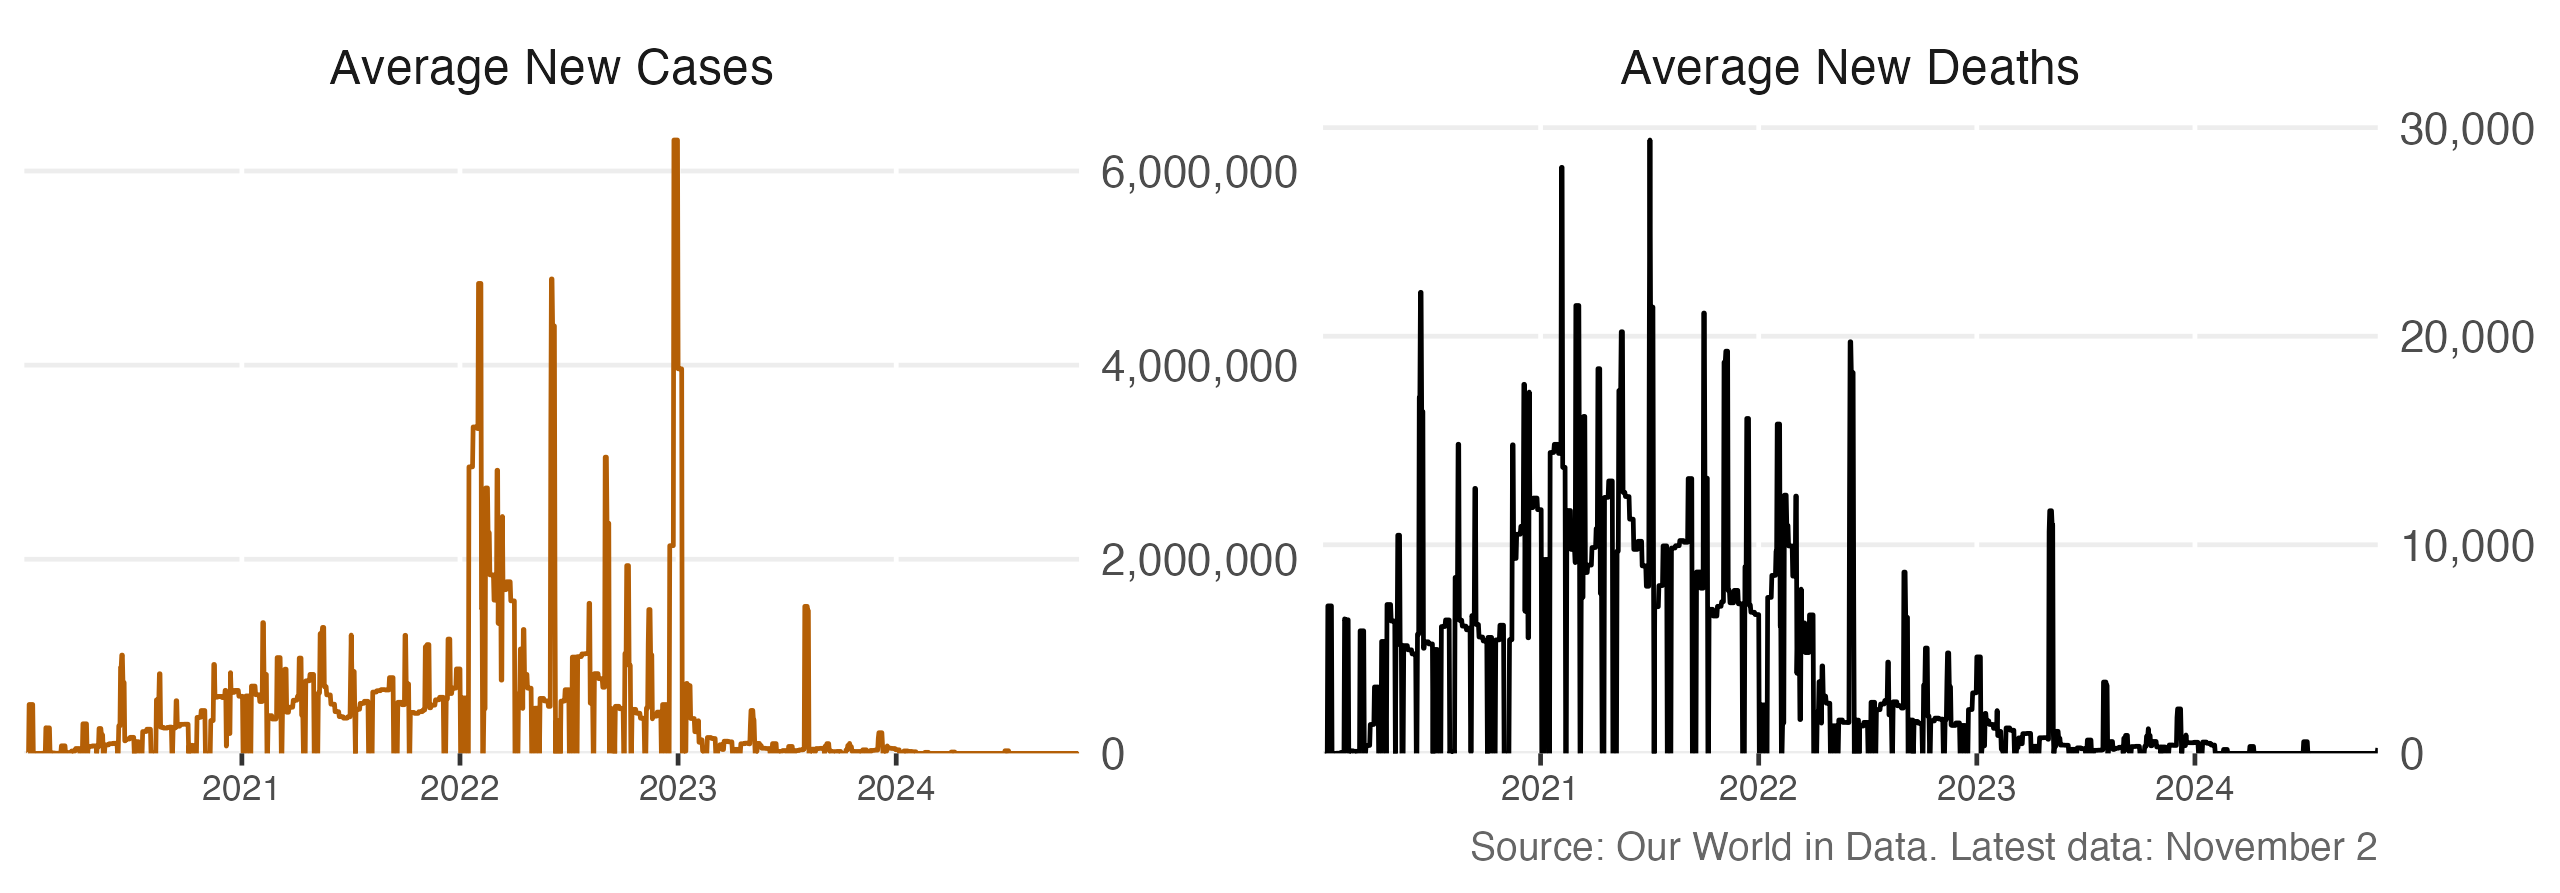 Average New Cases
6,000,000
4,000,000
2,000,000
0
2021 2022 2023 2024
Average New Deaths
30,000
20,000
10,000
0
2021 2022 2023 2024
Source: Our World in Data. Latest data: November 2